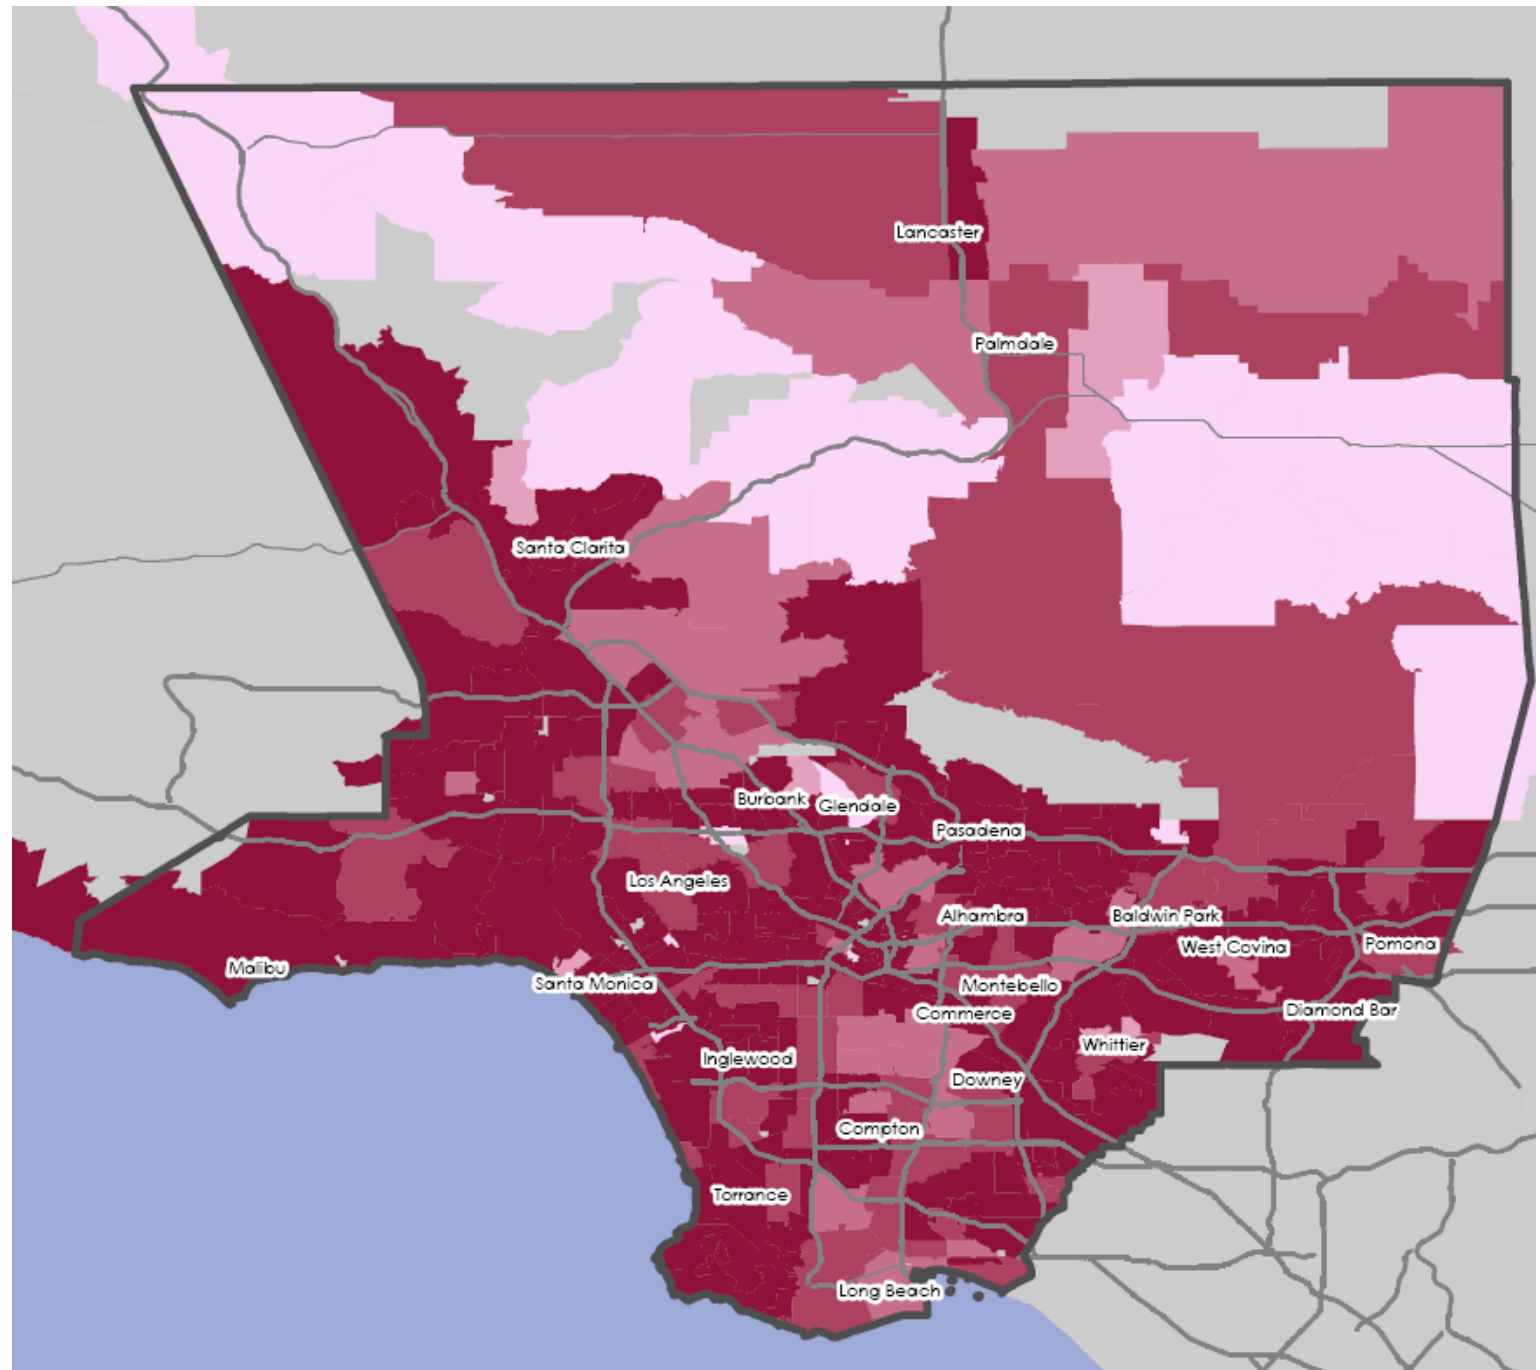 Lancaster
Palmdale
Santa Clarita
Burbank
Glendale
Pasadena
Los Angeles
Alhambra
Baldwin Park
West Covina
Pomona
Malibu
Santa Monica
Montebello
Commerce
Diamond Bar
Inglewood
Whittier
Downey
Compton
Torrance
Long Beach